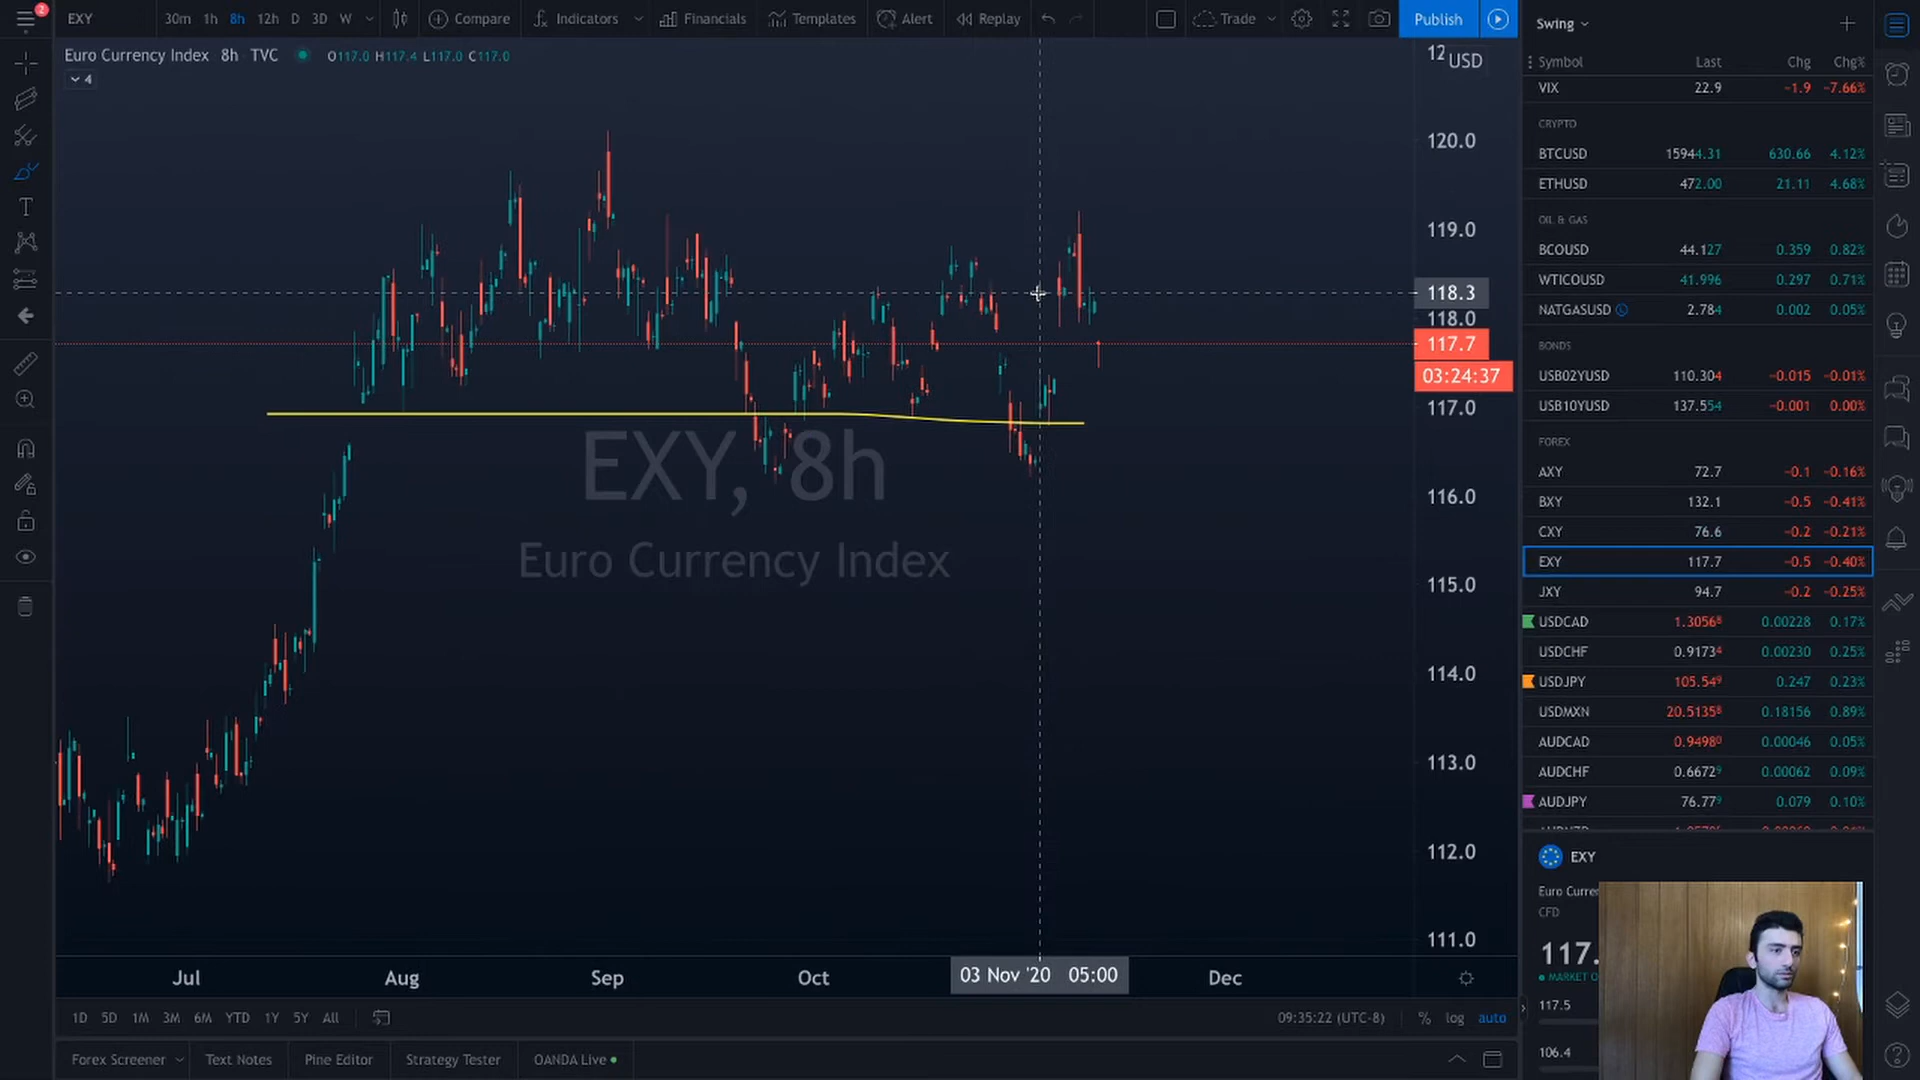 2
EXY
30m 1h 8h 12h D 3D W
Compare
Indicators
Financials
Templates
Alert
Replay
Trade
Publish
Swing
Euro Currency Index 8h TVC O117.0 H117.4 L117.0 C117.0
4
12 USD
120.0
119.0
118.3
118.0
117.7
03:24:37
117.0
116.0
115.0
114.0
113.0
112.0
111.0
EXY, 8h
Euro Currency Index
Jul Aug Sep Oct 03 Nov '20 05:00 Dec
1D 5D 1M 3M 6M YTD 1Y 5Y All
09:35:22 (UTC-8) % log auto
Forex Screener Text Notes Pine Editor Strategy Tester OANDA Live
Symbol Last Chg Chg%
VIX 22.9 −1.9 −7.66%
CRYPTO
BTCUSD 15944.31 630.66 4.12%
ETHUSD 472.00 21.11 4.68%
OIL & GAS
BCOUSD 44.127 0.359 0.82%
WTICOUSD 41.996 0.297 0.71%
NATGASUSD 2.784 0.002 0.05%
BONDS
USB02YUSD 110.304 −0.015 −0.01%
USB10YUSD 137.554 −0.001 0.00%
FOREX
AXY 72.7 −0.1 −0.16%
BXY 132.1 −0.5 −0.41%
CXY 76.6 −0.2 −0.21%
EXY 117.7 −0.5 −0.40%
JXY 94.7 −0.2 −0.25%
USDCAD 1.30568 0.00228 0.17%
USDCHF 0.91734 0.00230 0.25%
USDJPY 105.549 0.247 0.23%
USDMXN 20.51358 0.18156 0.89%
AUDCAD 0.94980 0.00046 0.05%
AUDCHF 0.66729 0.00062 0.09%
AUDJPY 76.779 0.079 0.10%
EXY
Euro Curre
CFD
117.
MARKET O
117.5
106.4